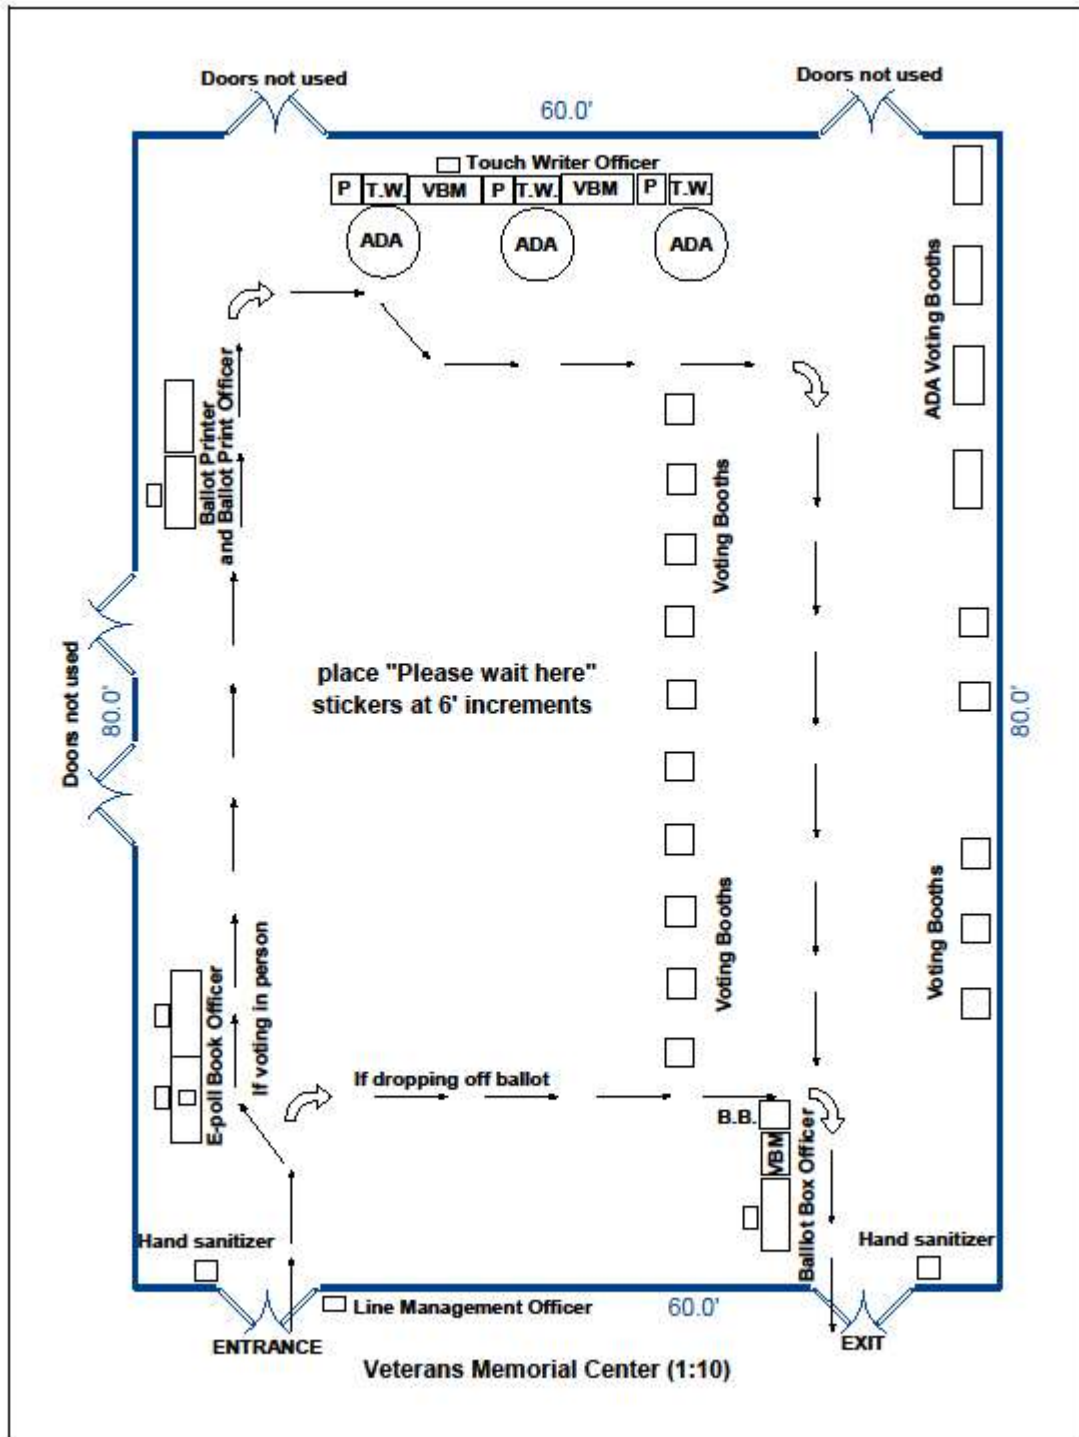 Doors not used
Doors not used
60.0'
Touch Writer Officer
P T.W. VBM P T.W. VBM P T.W.
ADA ADA ADA
ADA Voting Booths
Ballot Printer
and Ballot Print Officer
Voting Booths
Doors not used
80.0'
place "Please wait here"
stickers at 6' increments
80.0'
Voting Booths
Voting Booths
E-poll Book Officer
If voting in person
If dropping off ballot
B.B.
VBM
Ballot Box Officer
Hand sanitizer
Hand sanitizer
Line Management Officer
60.0'
ENTRANCE
EXIT
Veterans Memorial Center (1:10)